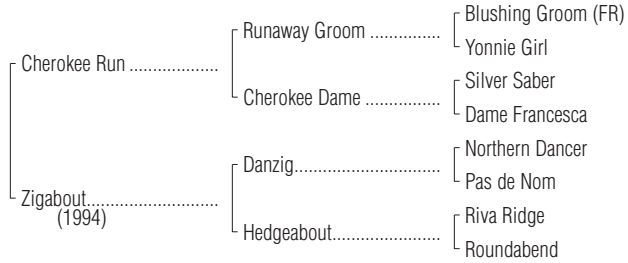 Blushing Groom (FR)
Runaway Groom ................
Yonnie Girl
Cherokee Run ...................
Silver Saber
Cherokee Dame ................
Dame Francesca
Northern Dancer
Danzig...............................
Pas de Nom
Zigabout............................
(1994)
Riva Ridge
Hedgeabout.......................
Roundabend